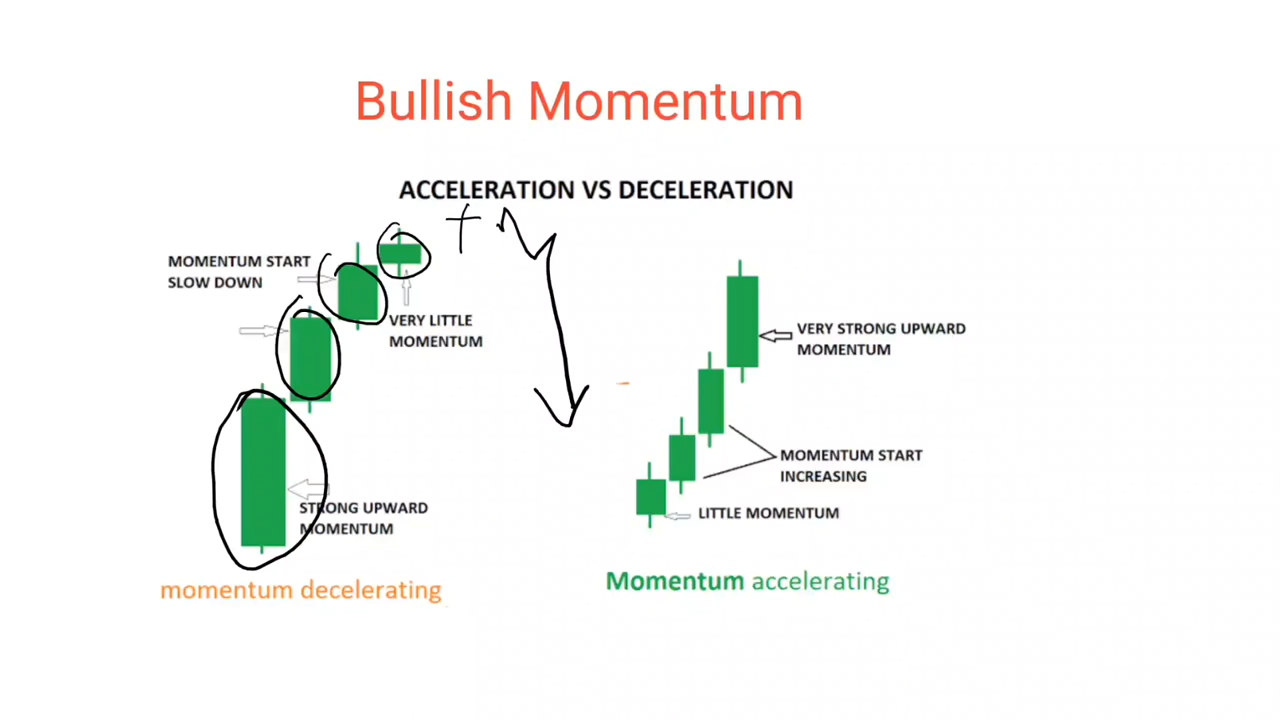 Bullish Momentum
ACCELERATION VS DECELERATION
MOMENTUM START
SLOW DOWN
VERY LITTLE
MOMENTUM
STRONG UPWARD
MOMENTUM
momentum decelerating
VERY STRONG UPWARD
MOMENTUM
MOMENTUM START
INCREASING
LITTLE MOMENTUM
Momentum accelerating